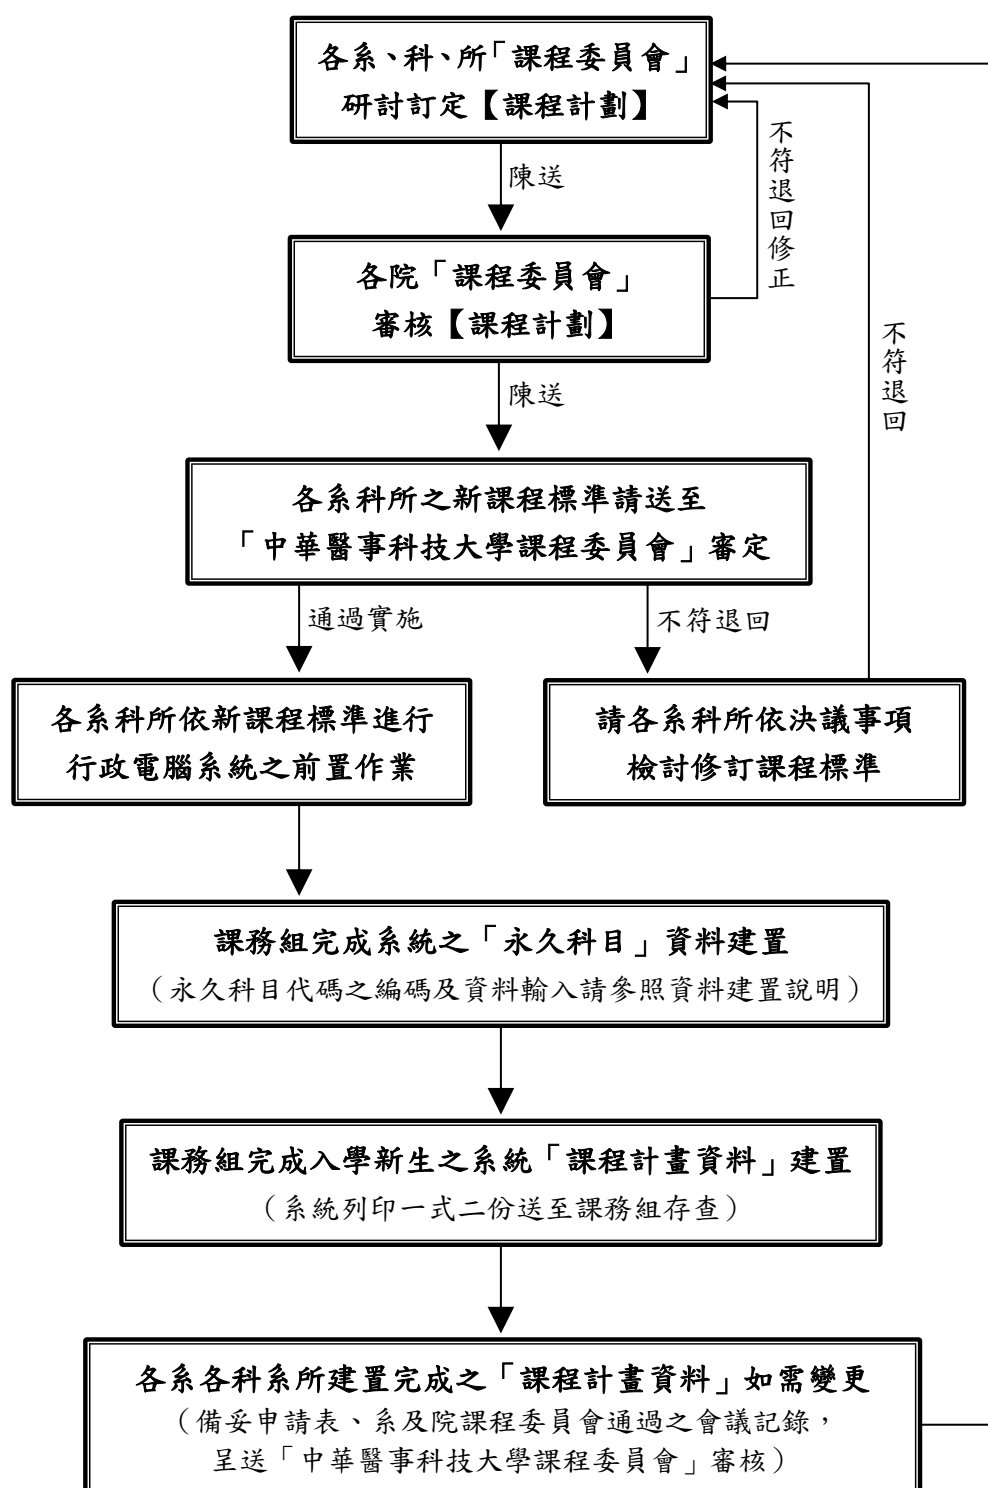 各系、科、所「課程委員會」
研討訂定【課程計劃】
陳送
不符退回修正
各院「課程委員會」
審核【課程計劃】
不符退回
陳送
各系科所之新課程標準請送至
「中華醫事科技大學課程委員會」審定
通過實施
不符退回
各系科所依新課程標準進行
行政電腦系統之前置作業
請各系科所依決議事項
檢討修訂課程標準
課務組完成系統之「永久科目」資料建置
（永久科目代碼之編碼及資料輸入請參照資料建置說明）
課務組完成入學新生之系統「課程計畫資料」建置
（系統列印一式二份送至課務組存查）
各系各科系所建置完成之「課程計畫資料」如需變更
（備妥申請表、系及院課程委員會通過之會議記錄，
呈送「中華醫事科技大學課程委員會」審核）